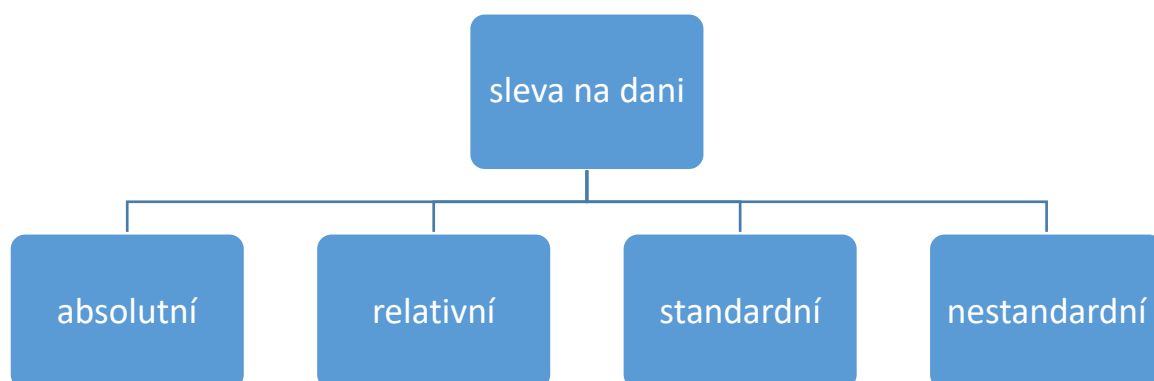 sleva na dani
absolutní
relativní
standardní
nestandardní